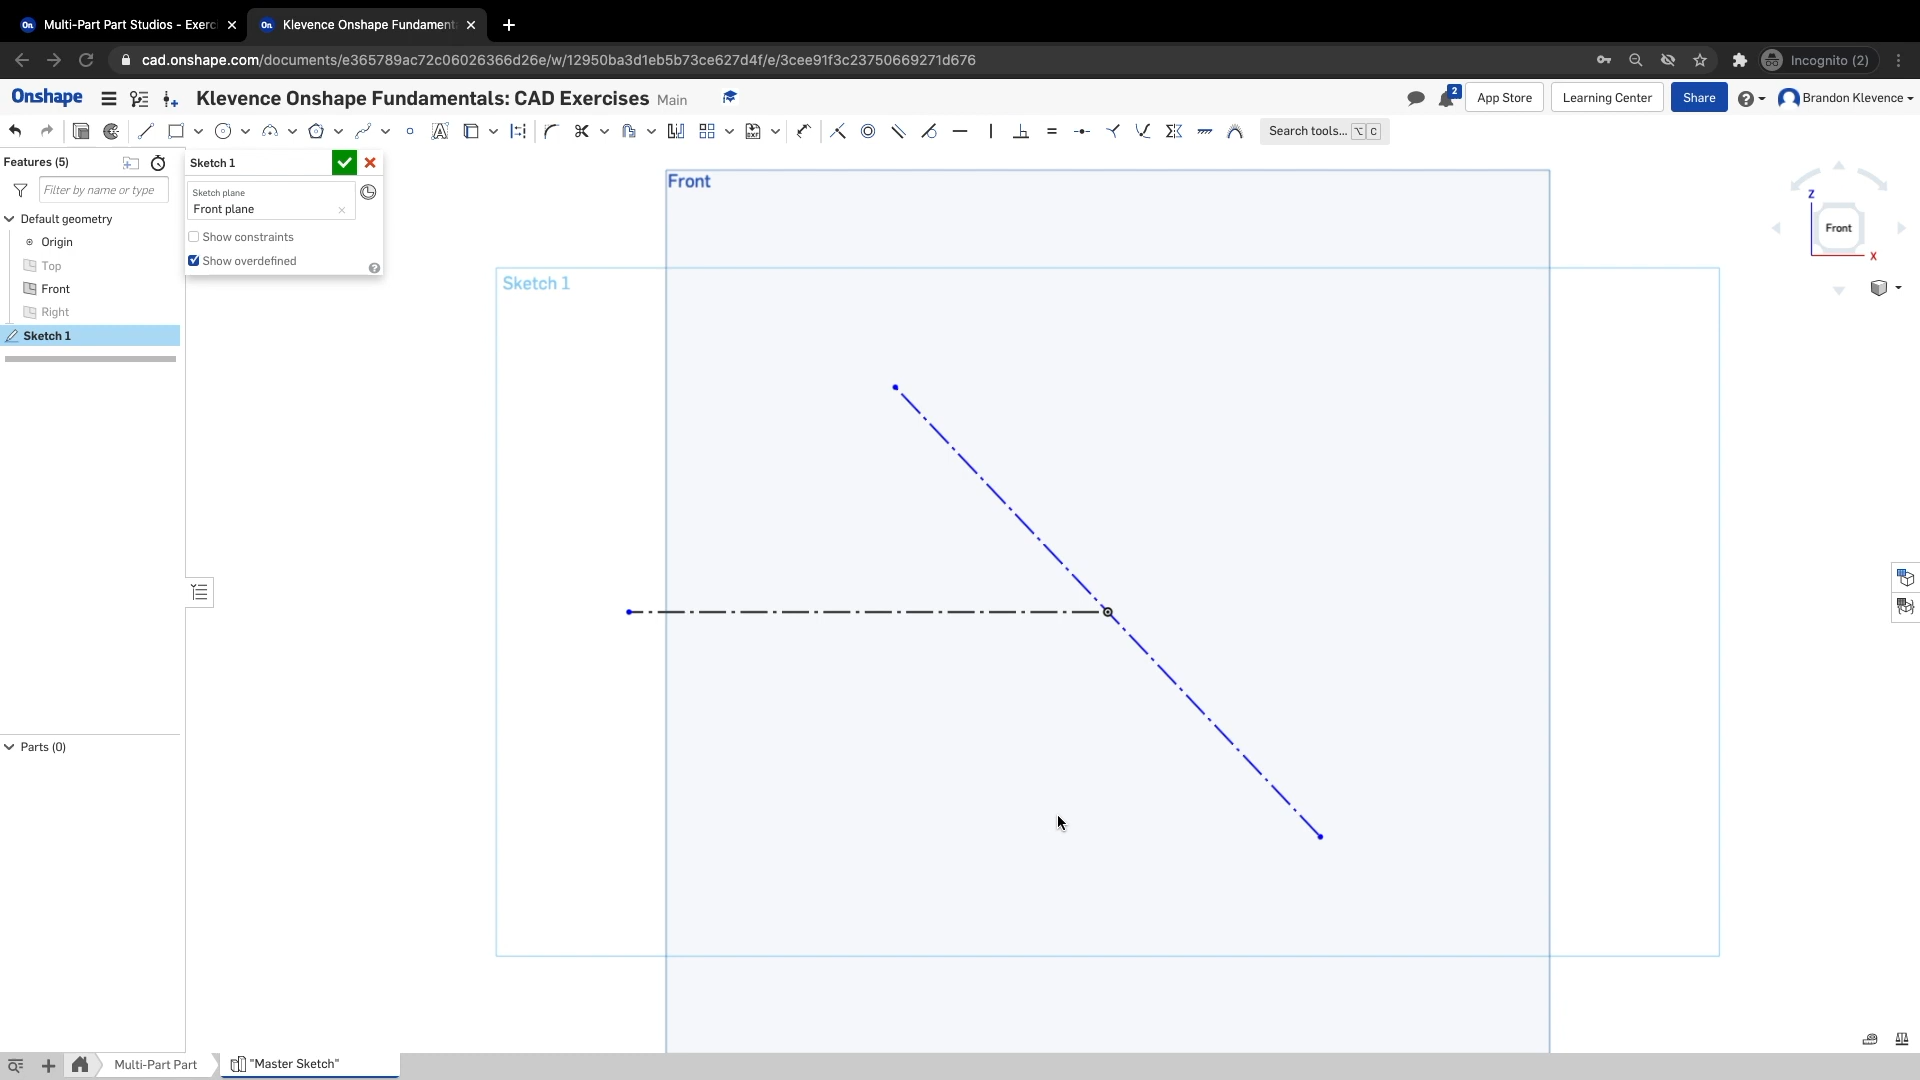 Multi-Part Part Studios - Exerc
Klevence Onshape Fundament
cad.onshape.com/documents/e365789ac72c06026366d26e/w/12950ba3d1eb5b73ce627d4f/e/3cee91f3c23750669271d676
Incognito (2)
Onshape
Klevence Onshape Fundamentals: CAD Exercises Main
2
App Store
Learning Center
Share
Brandon Klevence
Search tools... ⌥ C
Features (5)
Filter by name or type
Default geometry
Origin
Top
Front
Right
Sketch 1
Parts (0)
Sketch 1
Sketch plane
Front plane
Show constraints
Show overdefined
Front
Sketch 1
Z
Front
X
Multi-Part Part
"Master Sketch"